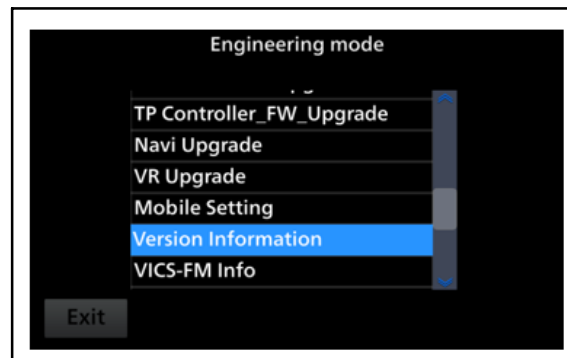 Engineering mode
TP Controller_FW_Upgrade
Navi Upgrade
VR Upgrade
Mobile Setting
Version Information
VICS-FM Info
Exit